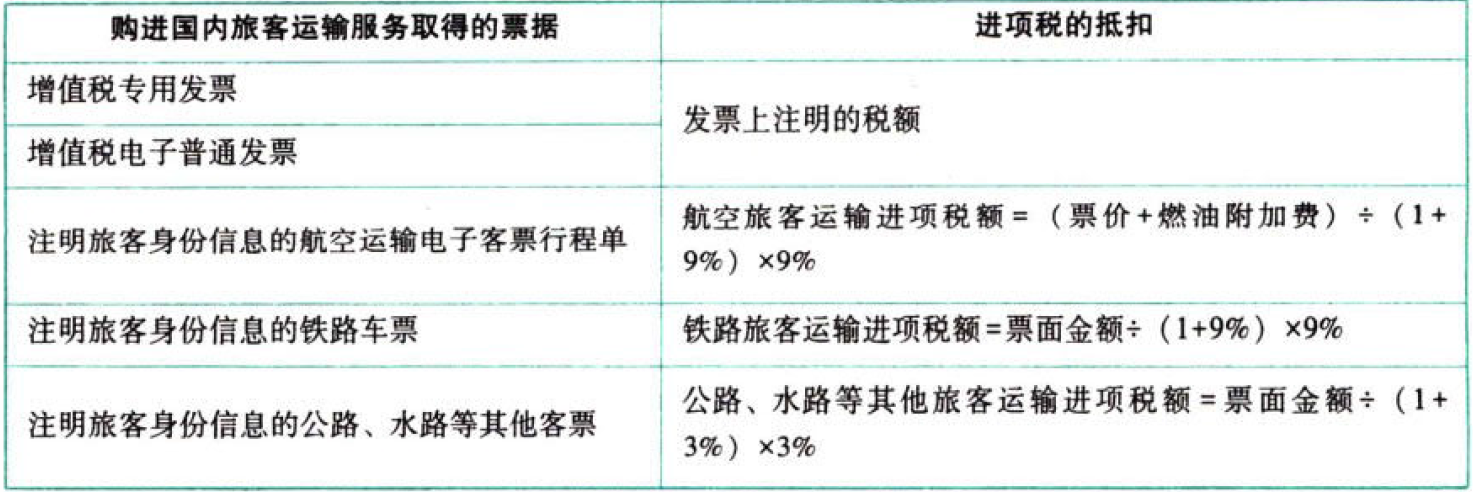 购进国内旅客运输服务取得的票据
进项税的抵扣
增值税专用发票
增值税电子普通发票
发票上注明的税额
注明旅客身份信息的航空运输电子客票行程单
航空旅客运输进项税额=（票价+燃油附加费）÷（1+
9%）×9%
注明旅客身份信息的铁路车票
铁路旅客运输进项税额=票面金额÷（1+9%）×9%
注明旅客身份信息的公路、水路等其他客票
公路、水路等其他旅客运输进项税额=票面金额÷（1+
3%）×3%